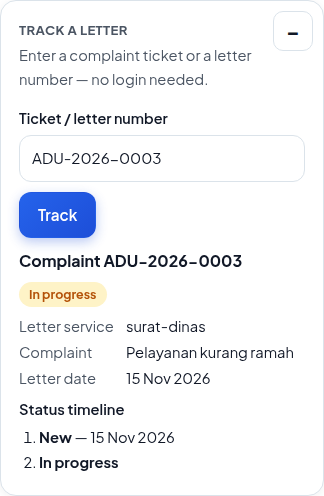 TRACK A LETTER
–
Enter a complaint ticket or a letter
number — no login needed.
Ticket / letter number
ADU-2026-0003
Track
Complaint ADU-2026-0003
In progress
Letter service surat-dinas
Complaint Pelayanan kurang ramah
Letter date 15 Nov 2026
Status timeline
1. New — 15 Nov 2026
2. In progress